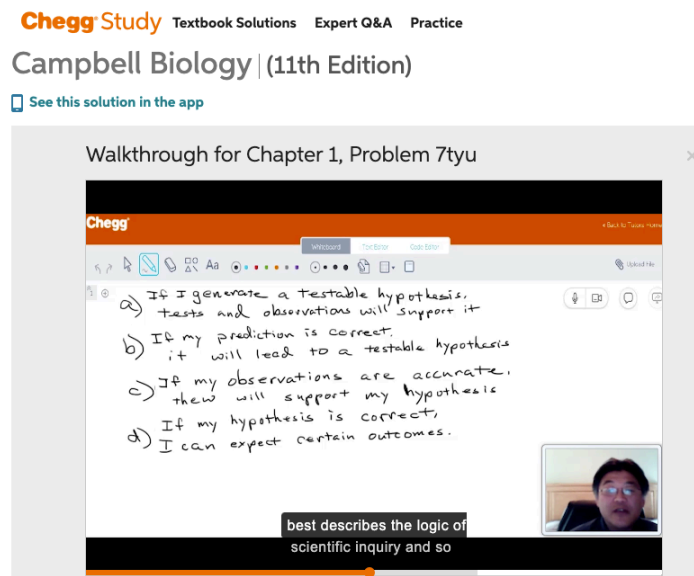 Chegg Study Textbook Solutions Expert Q&A Practice
Campbell Biology | (11th Edition)
See this solution in the app
Walkthrough for Chapter 1, Problem 7tyu
Chegg
Whiteboard Text Editor Code Editor
Aa
Upload File
a) If I generate a testable hypothesis,
tests and observations will support it
b) If my prediction is correct,
it will lead to a testable hypothesis
c) If my observations are accurate,
thew will support my hypothesis
d) If my hypothesis is correct,
I can expect certain outcomes.
best describes the logic of
scientific inquiry and so